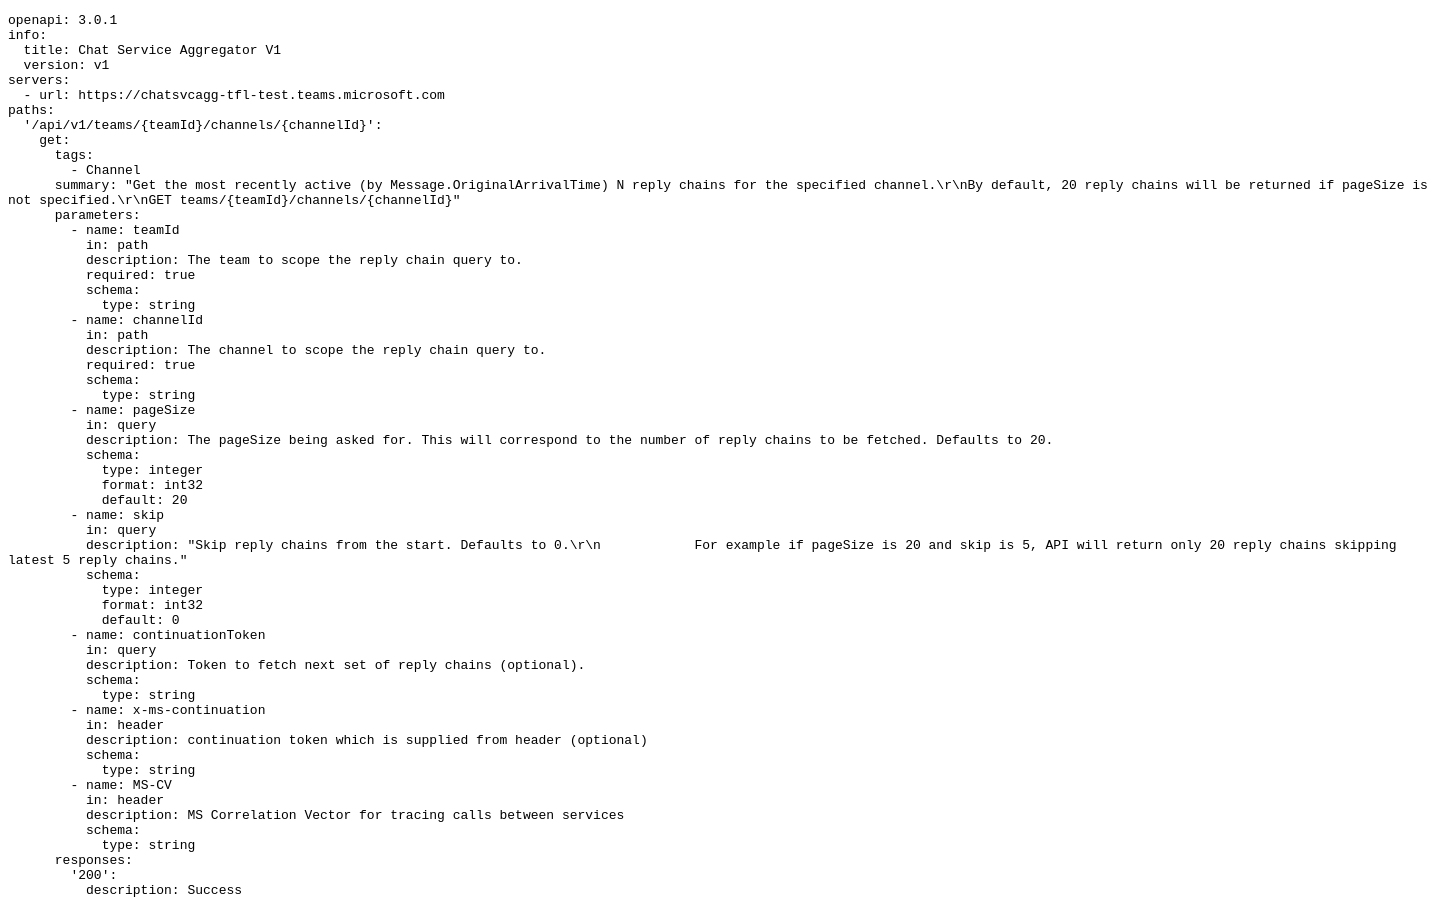 openapi: 3.0.1
info:
  title: Chat Service Aggregator V1
  version: v1
servers:
  - url: https://chatsvcagg-tfl-test.teams.microsoft.com
paths:
  '/api/v1/teams/{teamId}/channels/{channelId}':
    get:
      tags:
        - Channel
      summary: "Get the most recently active (by Message.OriginalArrivalTime) N reply chains for the specified channel.\r\nBy default, 20 reply chains will be returned if pageSize is
not specified.\r\nGET teams/{teamId}/channels/{channelId}"
      parameters:
        - name: teamId
          in: path
          description: The team to scope the reply chain query to.
          required: true
          schema:
            type: string
        - name: channelId
          in: path
          description: The channel to scope the reply chain query to.
          required: true
          schema:
            type: string
        - name: pageSize
          in: query
          description: The pageSize being asked for. This will correspond to the number of reply chains to be fetched. Defaults to 20.
          schema:
            type: integer
            format: int32
            default: 20
        - name: skip
          in: query
          description: "Skip reply chains from the start. Defaults to 0.\r\n            For example if pageSize is 20 and skip is 5, API will return only 20 reply chains skipping
latest 5 reply chains."
          schema:
            type: integer
            format: int32
            default: 0
        - name: continuationToken
          in: query
          description: Token to fetch next set of reply chains (optional).
          schema:
            type: string
        - name: x-ms-continuation
          in: header
          description: continuation token which is supplied from header (optional)
          schema:
            type: string
        - name: MS-CV
          in: header
          description: MS Correlation Vector for tracing calls between services
          schema:
            type: string
      responses:
        '200':
          description: Success